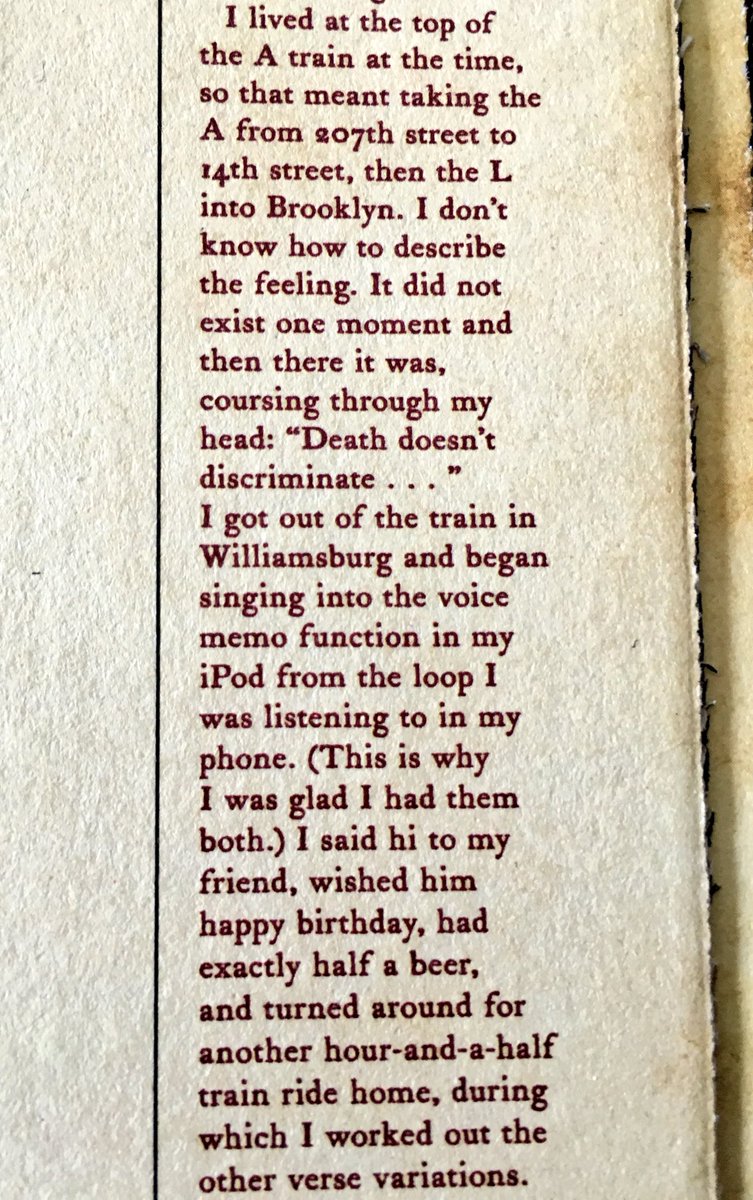 I lived at the top of
the A train at the time,
so that meant taking the
A from 207th street to
14th street, then the L
into Brooklyn. I don't
know how to describe
the feeling. It did not
exist one moment and
then there it was,
coursing through my
head: “Death doesn't
discriminate . . . ”
I got out of the train in
Williamsburg and began
singing into the voice
memo function in my
iPod from the loop I
was listening to in my
phone. (This is why
I was glad I had them
both.) I said hi to my
friend, wished him
happy birthday, had
exactly half a beer,
and turned around for
another hour-and-a-half
train ride home, during
which I worked out the
other verse variations.